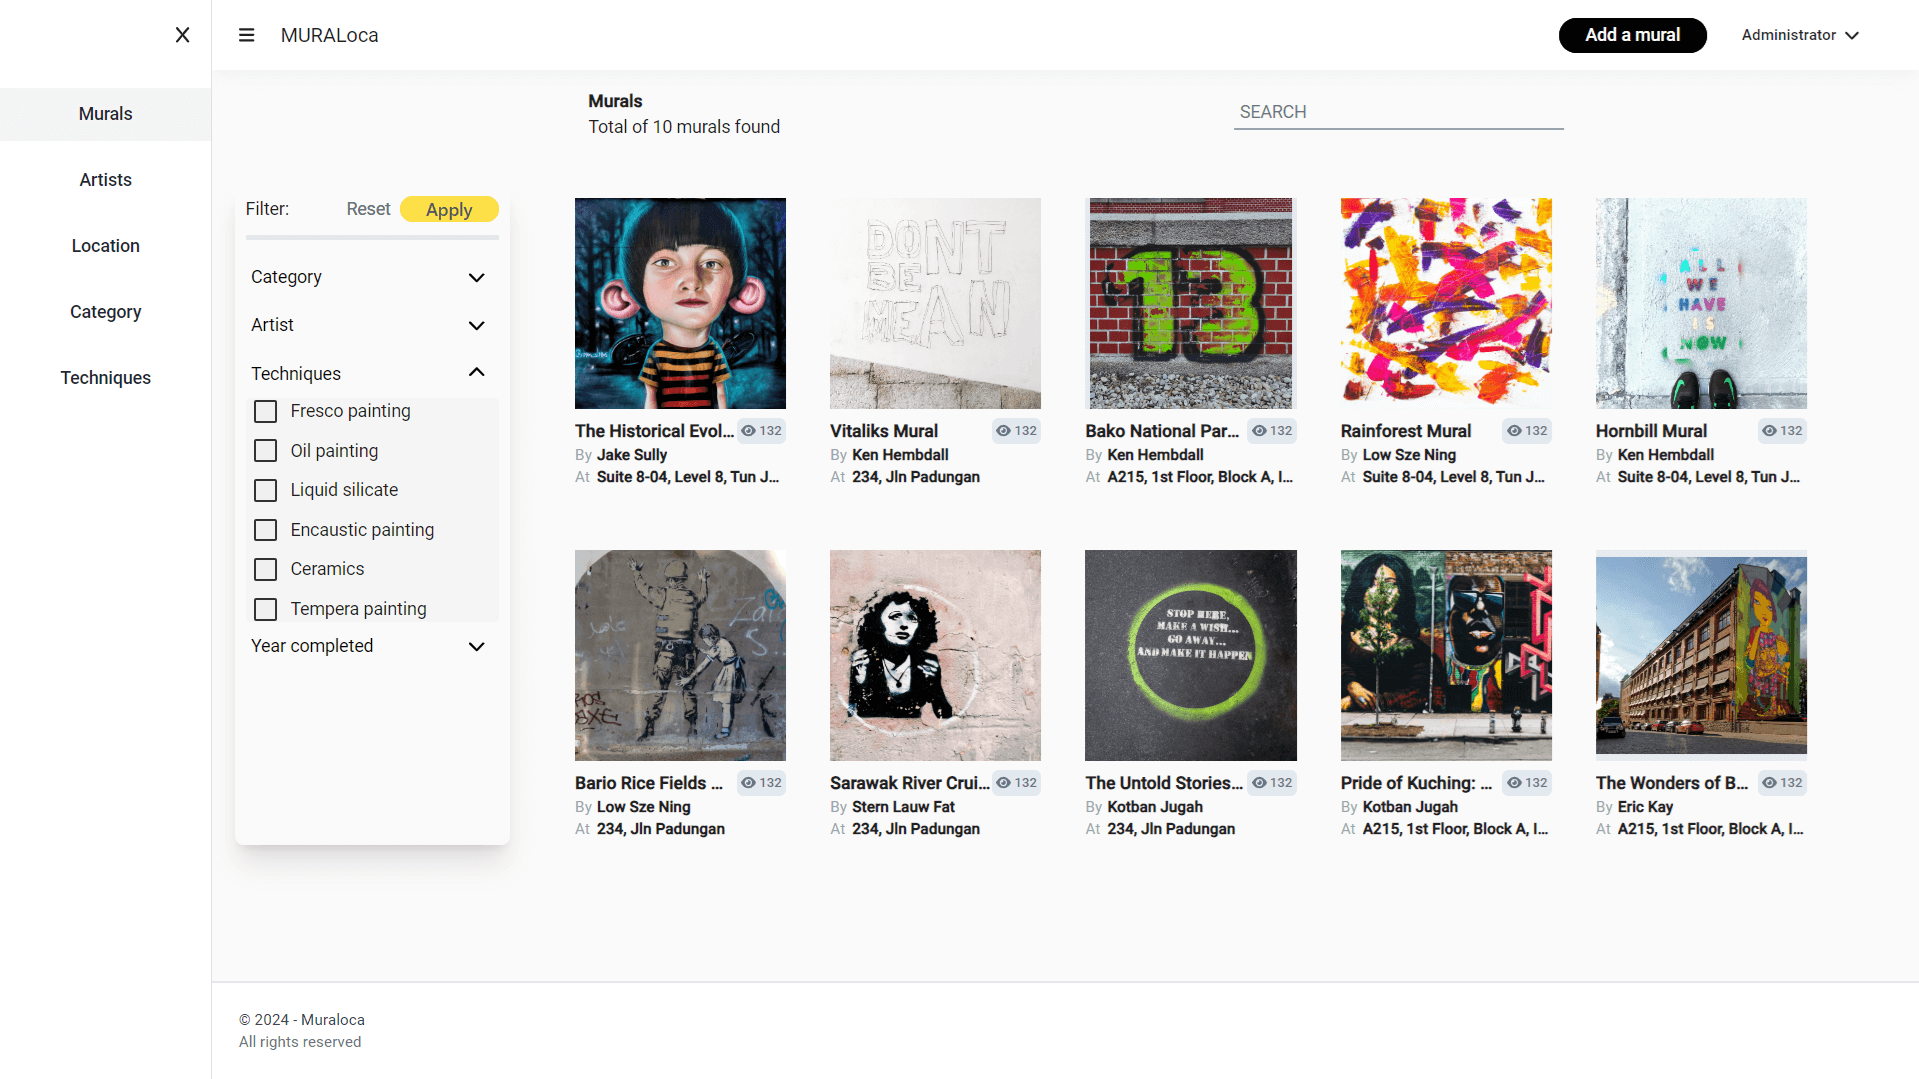 X
MURALoca
Add a mural
Administrator
Murals
Artists
Location
Category
Techniques
Murals
Total of 10 murals found
SEARCH
Filter:
Reset
Apply
Category
Artist
Techniques
Fresco painting
Oil painting
Liquid silicate
Encaustic painting
Ceramics
Tempera painting
Year completed
The Historical Evol... 132
By Jake Sully
At Suite 8-04, Level 8, Tun J...
DONT
BE
MEAN
Vitaliks Mural 132
By Ken Hembdall
At 234, Jln Padungan
13
Bako National Par... 132
By Ken Hembdall
At A215, 1st Floor, Block A, I...
Rainforest Mural 132
By Low Sze Ning
At Suite 8-04, Level 8, Tun J...
ALL
WE
HAVE
IS
NOW
Hornbill Mural 132
By Ken Hembdall
At Suite 8-04, Level 8, Tun J...
Bario Rice Fields ... 132
By Low Sze Ning
At 234, Jln Padungan
Sarawak River Crui... 132
By Stern Lauw Fat
At 234, Jln Padungan
STOP HERE,
MAKE A WISH...
GO AWAY...
AND MAKE IT HAPPEN
The Untold Stories... 132
By Kotban Jugah
At 234, Jln Padungan
Pride of Kuching: ... 132
By Kotban Jugah
At A215, 1st Floor, Block A, I...
The Wonders of B... 132
By Eric Kay
At A215, 1st Floor, Block A, I...
© 2024 - Muraloca
All rights reserved